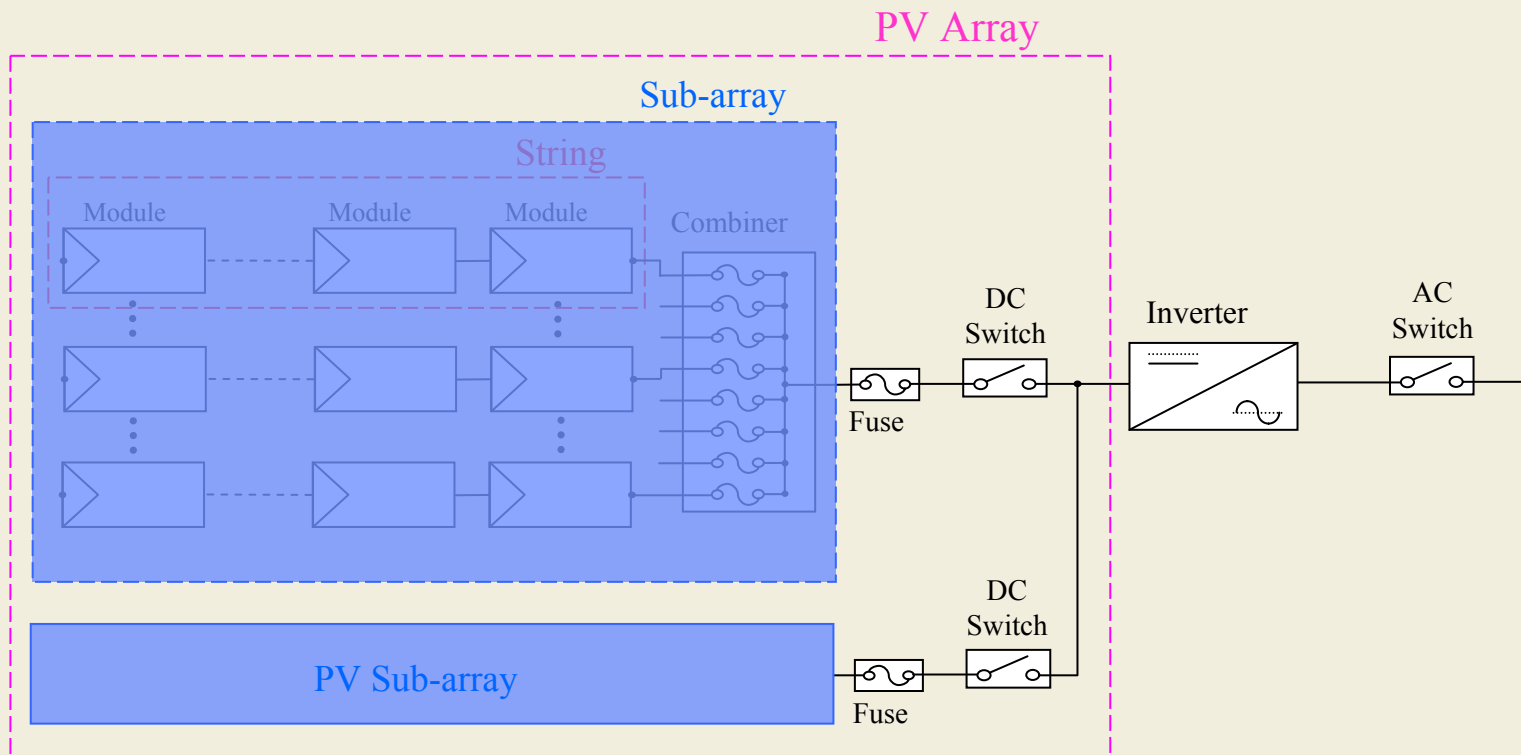 PV Array
Sub-array
String
Module
Module
Module
Combiner
DC
Switch
Inverter
AC
Switch
Fuse
DC
Switch
PV Sub-array
Fuse